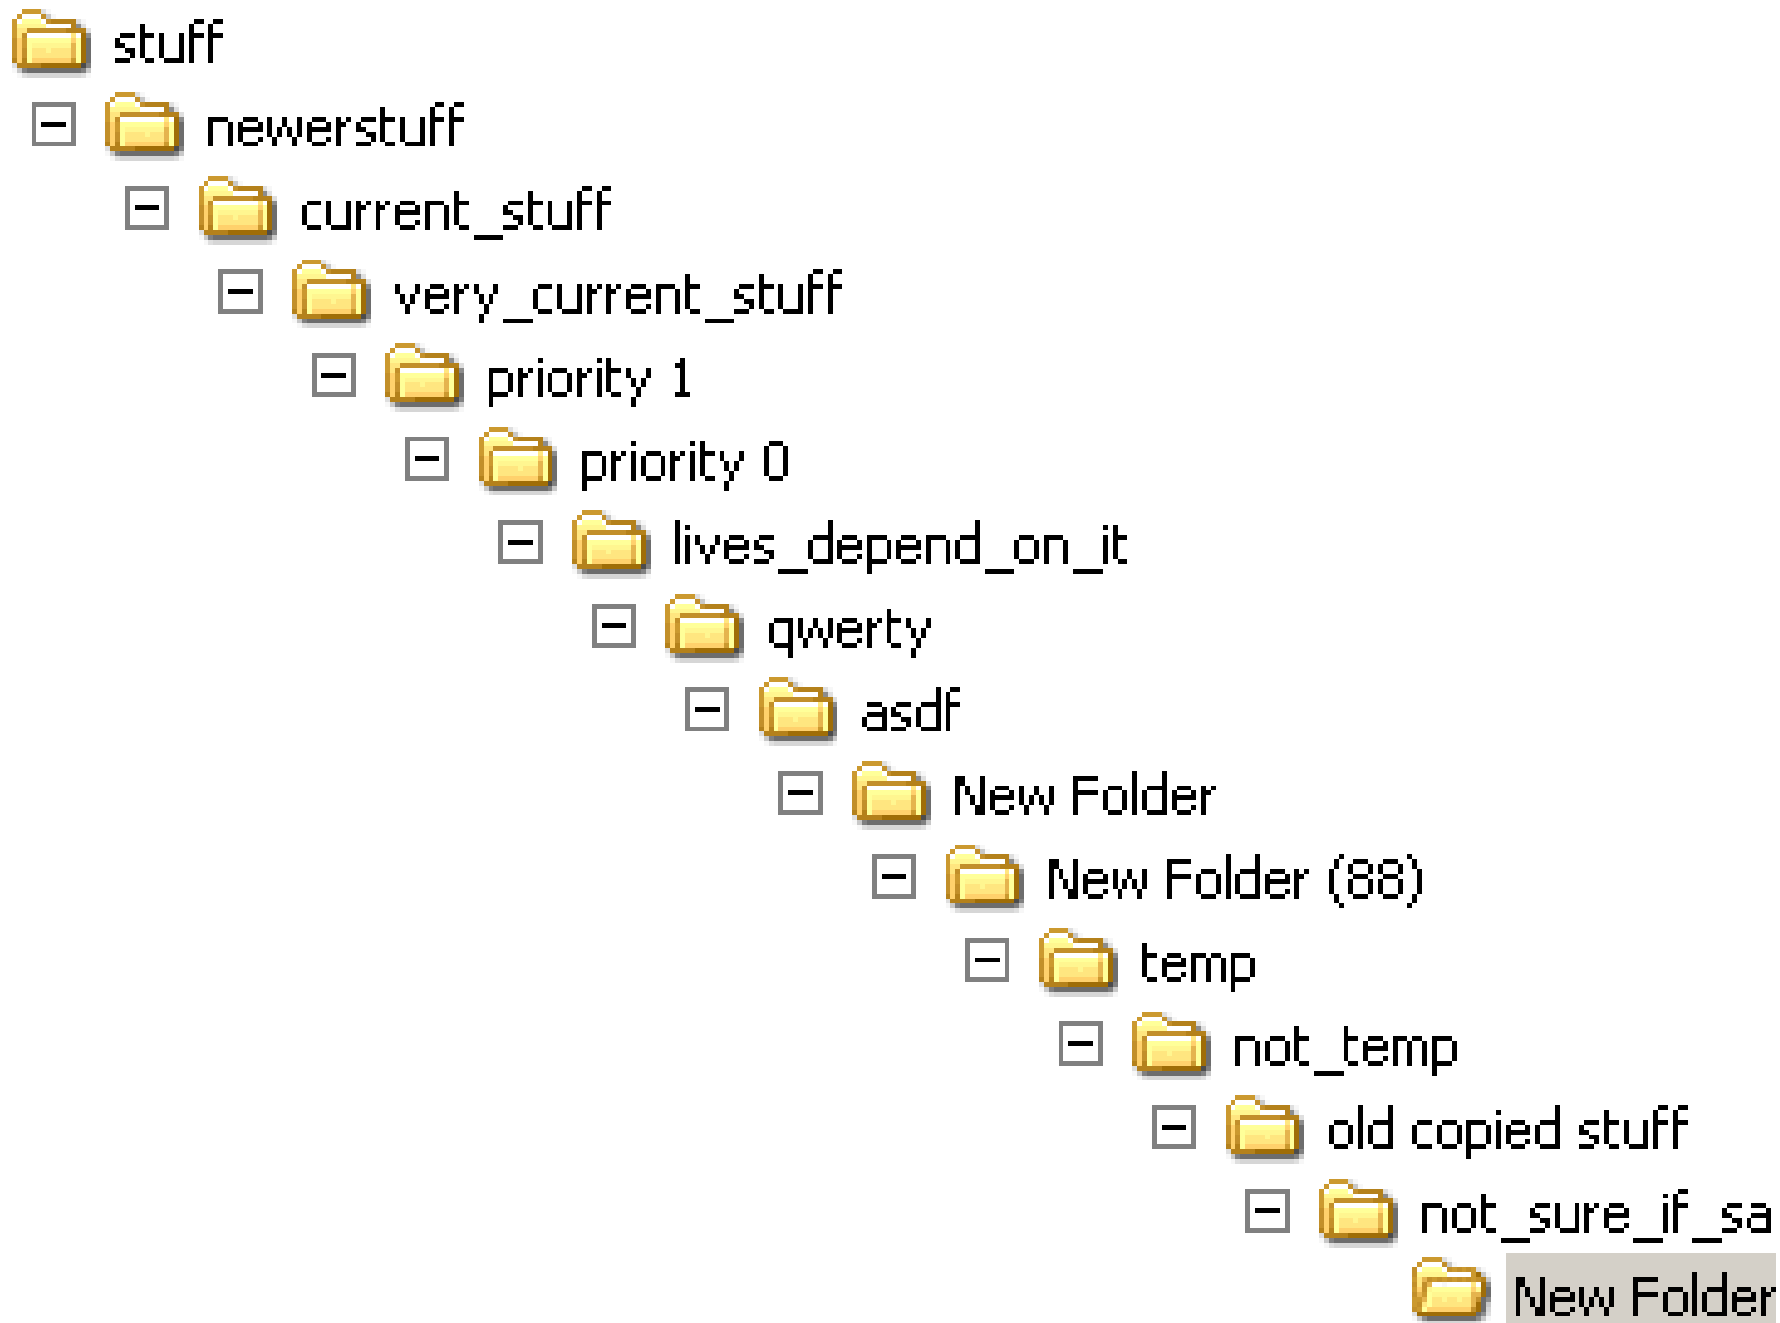 stuff
newerstuff
current_stuff
very_current_stuff
priority 1
priority 0
lives_depend_on_it
qwerty
asdf
New Folder
New Folder (88)
temp
not_temp
old copied stuff
not_sure_if_sa
New Folder